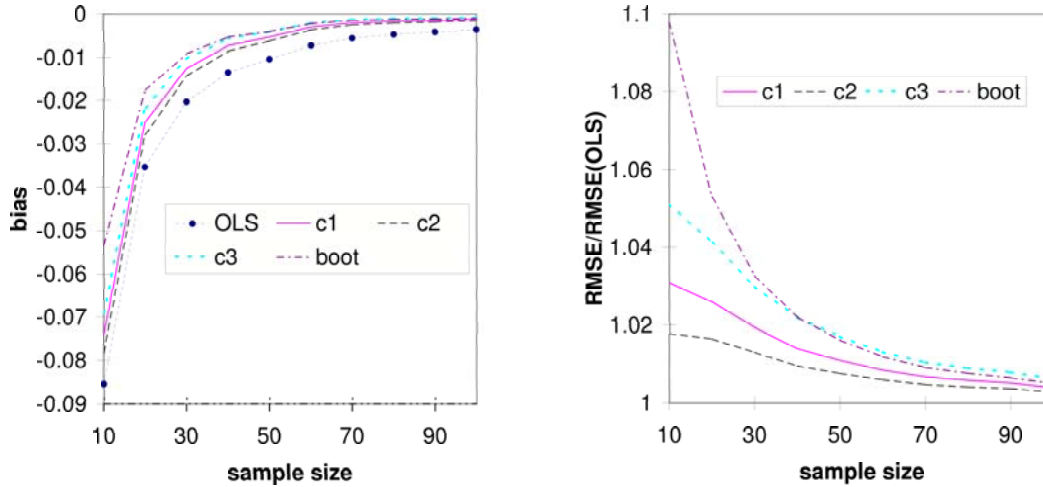 0
-0.01
-0.02
-0.03
-0.04
-0.05
-0.06
-0.07
-0.08
-0.09
bias
OLS c1 c2
c3 boot
10 30 50 70 90
sample size
1.1
1.08
1.06
1.04
1.02
1
RMSE/RMSE(OLS)
c1 c2 c3 boot
10 30 50 70 90
sample size